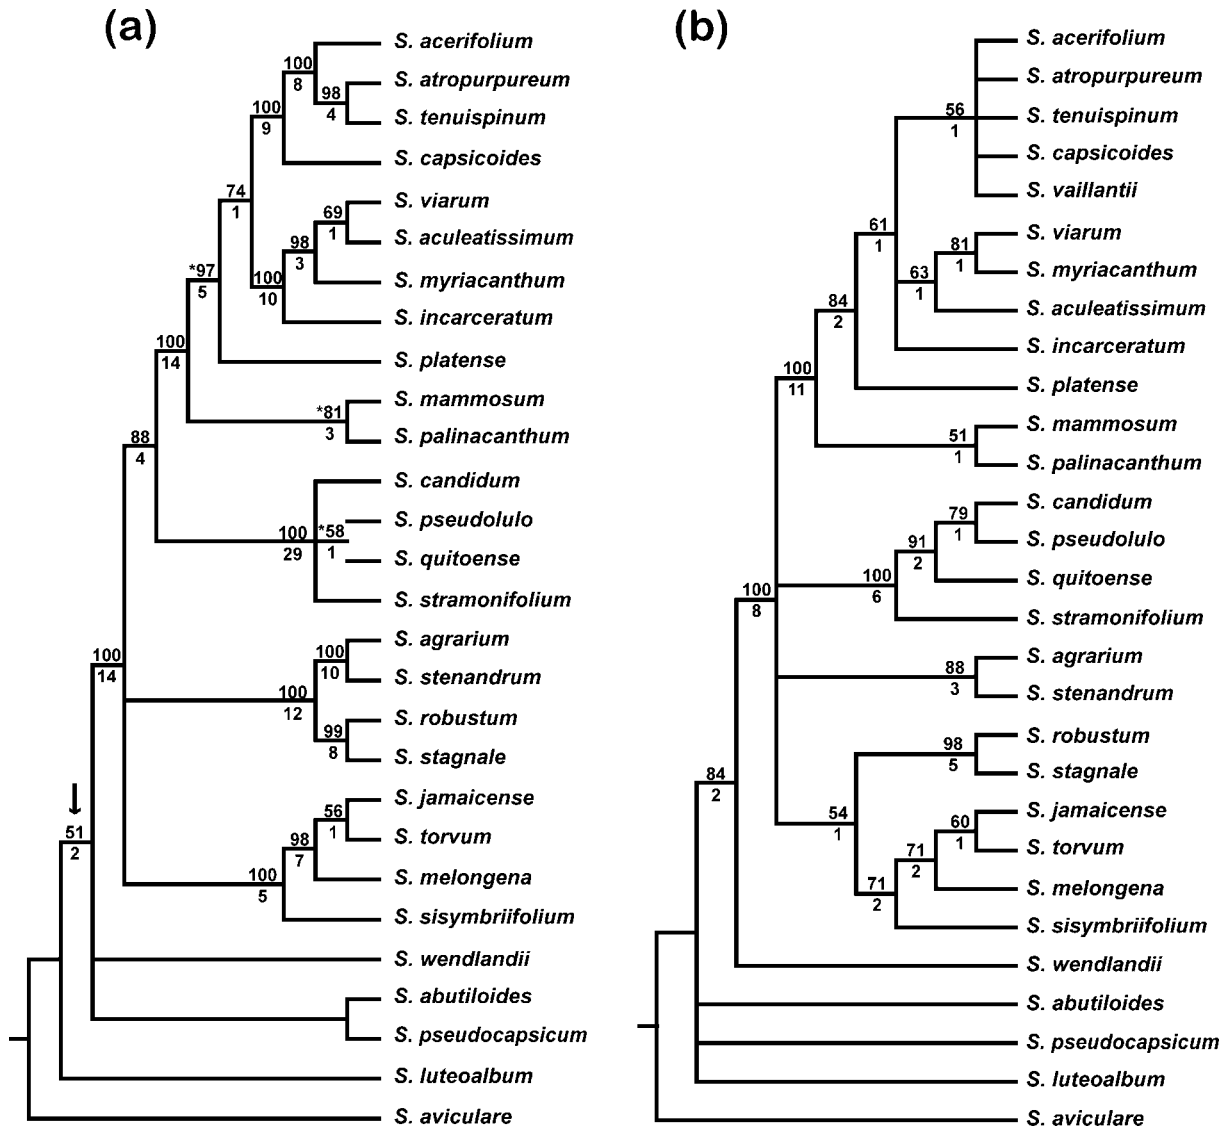 (a)
S. acerifolium
100
8
S. atropurpureum
98
4
S. tenuispinum
100
9
S. capsicoides
74
1
S. viarum
69
1
S. aculeatissimum
98
3
100
10
S. myriacanthum
*97
5
S. incarceratum
100
14
S. platense
S. mammosum
*81
3
S. palinacanthum
88
4
S. candidum
S. pseudolulo
100
29
*58
1
S. quitoense
S. stramonifolium
S. agrarium
100
10
S. stenandrum
100
14
100
12
S. robustum
99
8
S. stagnale
S. jamaicense
56
1
S. torvum
51
2
98
7
S. melongena
100
5
S. sisymbriifolium
S. wendlandii
S. abutiloides
S. pseudocapsicum
S. luteoalbum
S. aviculare
(b)
S. acerifolium
S. atropurpureum
56
1
S. tenuispinum
S. capsicoides
S. vaillantii
61
1
S. viarum
81
1
S. myriacanthum
63
1
S. aculeatissimum
84
2
S. incarceratum
100
11
S. platense
S. mammosum
51
1
S. palinacanthum
S. candidum
79
1
S. pseudolulo
91
2
S. quitoense
100
6
S. stramonifolium
100
8
S. agrarium
88
3
S. stenandrum
S. robustum
98
5
S. stagnale
84
2
S. jamaicense
54
1
60
1
S. torvum
71
2
S. melongena
71
2
S. sisymbriifolium
S. wendlandii
S. abutiloides
S. pseudocapsicum
S. luteoalbum
S. aviculare